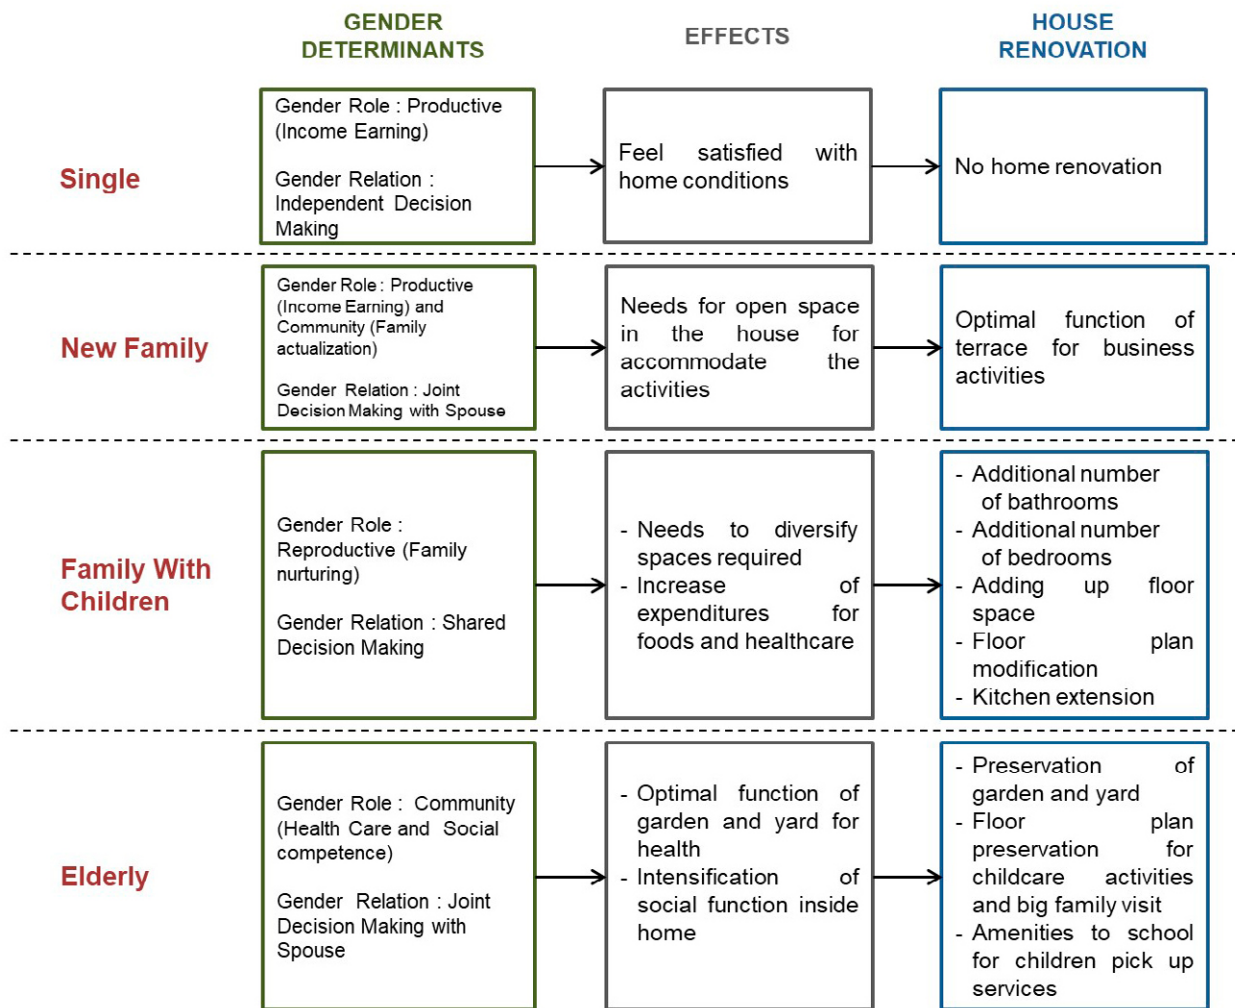 GENDER
DETERMINANTS
EFFECTS
HOUSE
RENOVATION
Single
Gender Role : Productive
(Income Earning)
Gender Relation :
Independent Decision
Making
Feel satisfied with
home conditions
No home renovation
New Family
Gender Role : Productive
(Income Earning) and
Community (Family
actualization)
Gender Relation : Joint
Decision Making with Spouse
Needs for open space
in the house for
accommodate the
activities
Optimal function of
terrace for business
activities
Family With
Children
Gender Role :
Reproductive (Family
nurturing)
Gender Relation : Shared
Decision Making
- Needs to diversify
spaces required
- Increase of
expenditures for
foods and healthcare
- Additional number
of bathrooms
- Additional number
of bedrooms
- Adding up floor
space
- Floor plan
modification
- Kitchen extension
Elderly
Gender Role : Community
(Health Care and Social
competence)
Gender Relation : Joint
Decision Making with
Spouse
- Optimal function of
garden and yard for
health
- Intensification of
social function inside
home
- Preservation of
garden and yard
- Floor plan
preservation for
childcare activities
and big family visit
- Amenities to school
for children pick up
services